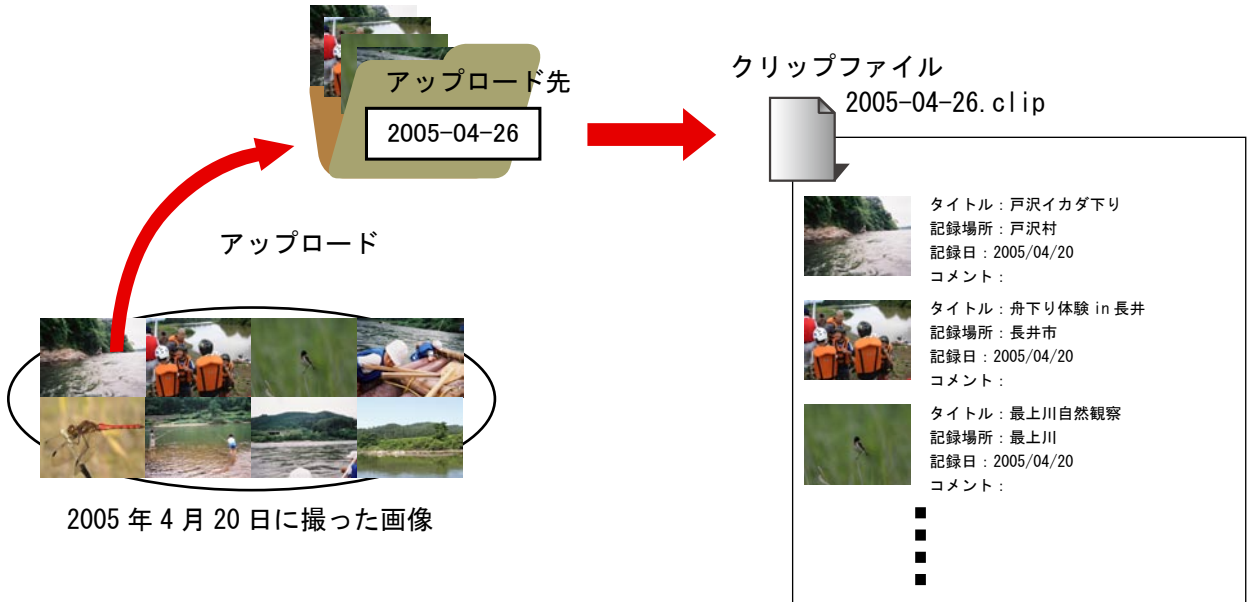 アップロード先
2005-04-26
アップロード
2005年4月20日に撮った画像
クリップファイル
2005-04-26.clip
タイトル：戸沢イカダ下り
記録場所：戸沢村
記録日：2005/04/20
コメント：
タイトル：舟下り体験 in 長井
記録場所：長井市
記録日：2005/04/20
コメント：
タイトル：最上川自然観察
記録場所：最上川
記録日：2005/04/20
コメント：